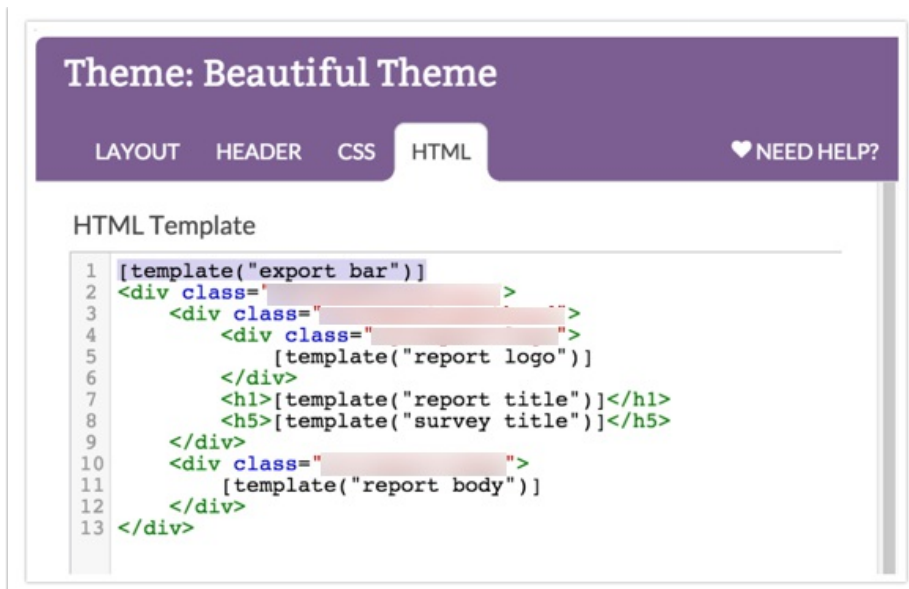 Theme: Beautiful Theme
LAYOUT HEADER CSS HTML NEED HELP?
HTML Template
1 [template("export bar")]
2 <div class=" >
3 <div class=" ">
4 <div class=" ">
5 [template("report logo")]
6 </div>
7 <h1>[template("report title")]</h1>
8 <h5>[template("survey title")]</h5>
9 </div>
10 <div class=" ">
11 [template("report body")]
12 </div>
13 </div>